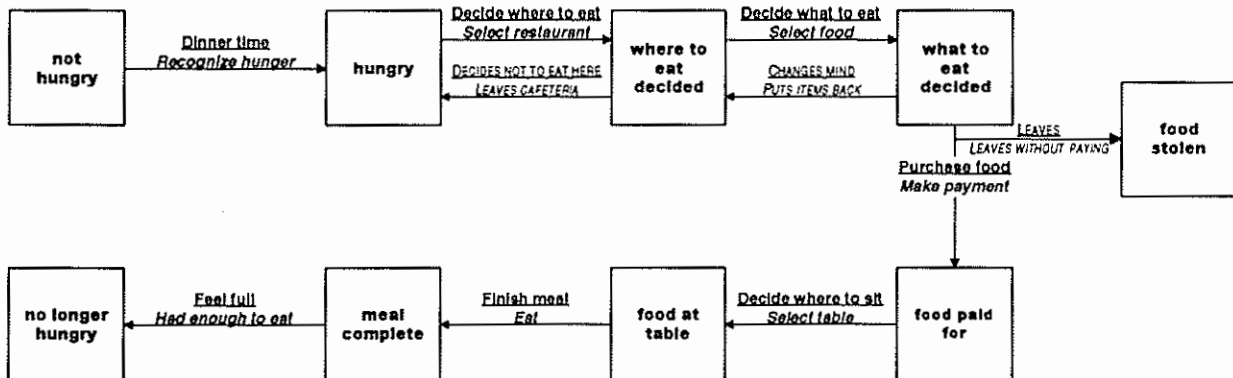 not
hungry
Dinner time
Recognize hunger
hungry
Decide where to eat
Select restaurant
DECIDES NOT TO EAT HERE
LEAVES CAFETERIA
where to
eat
decided
Decide what to eat
Select food
CHANGES MIND
PUTS ITEMS BACK
what to
eat
decided
LEAVES
LEAVES WITHOUT PAYING
food
stolen
Purchase food
Make payment
no longer
hungry
Feel full
Had enough to eat
meal
complete
Finish meal
Eat
food at
table
Decide where to sit
Select table
food paid
for